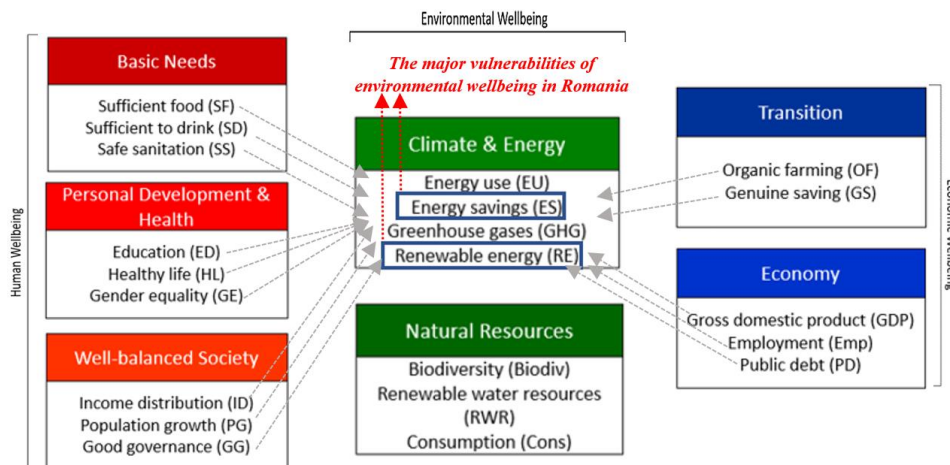 Environmental Wellbeing
The major vulnerabilities of
environmental wellbeing in Romania
Human Wellbeing
Basic Needs
Sufficient food (SF)
Sufficient to drink (SD)
Safe sanitation (SS)
Personal Development &
Health
Education (ED)
Healthy life (HL)
Gender equality (GE)
Well-balanced Society
Income distribution (ID)
Population growth (PG)
Good governance (GG)
Climate & Energy
Energy use (EU)
Energy savings (ES)
Greenhouse gases (GHG)
Renewable energy (RE)
Natural Resources
Biodiversity (Biodiv)
Renewable water resources
(RWR)
Consumption (Cons)
Transition
Organic farming (OF)
Genuine saving (GS)
Economy
Gross domestic product (GDP)
Employment (Emp)
Public debt (PD)
Wellbeing